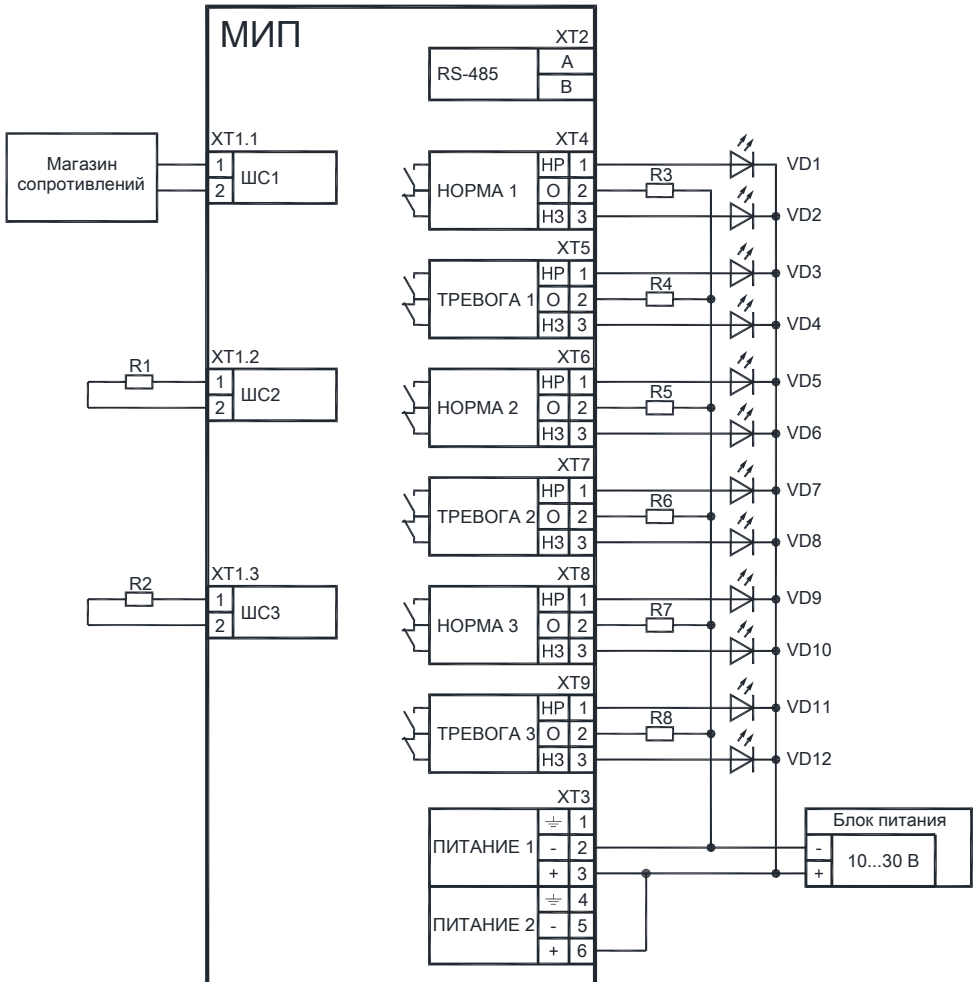 МИП
XT2
RS-485
A
B
Магазин
сопротивлений
XT1.1
1
2
ШС1
XT4
НОРМА 1
НР 1
О 2
НЗ 3
R3
VD1
VD2
XT5
ТРЕВОГА 1
НР 1
О 2
НЗ 3
R4
VD3
VD4
R1
XT1.2
1
2
ШС2
XT6
НОРМА 2
НР 1
О 2
НЗ 3
R5
VD5
VD6
XT7
ТРЕВОГА 2
НР 1
О 2
НЗ 3
R6
VD7
VD8
R2
XT1.3
1
2
ШС3
XT8
НОРМА 3
НР 1
О 2
НЗ 3
R7
VD9
VD10
XT9
ТРЕВОГА 3
НР 1
О 2
НЗ 3
R8
VD11
VD12
XT3
ПИТАНИЕ 1
1
- 2
+ 3
ПИТАНИЕ 2
4
- 5
+ 6
Блок питания
-
+
10...30 В